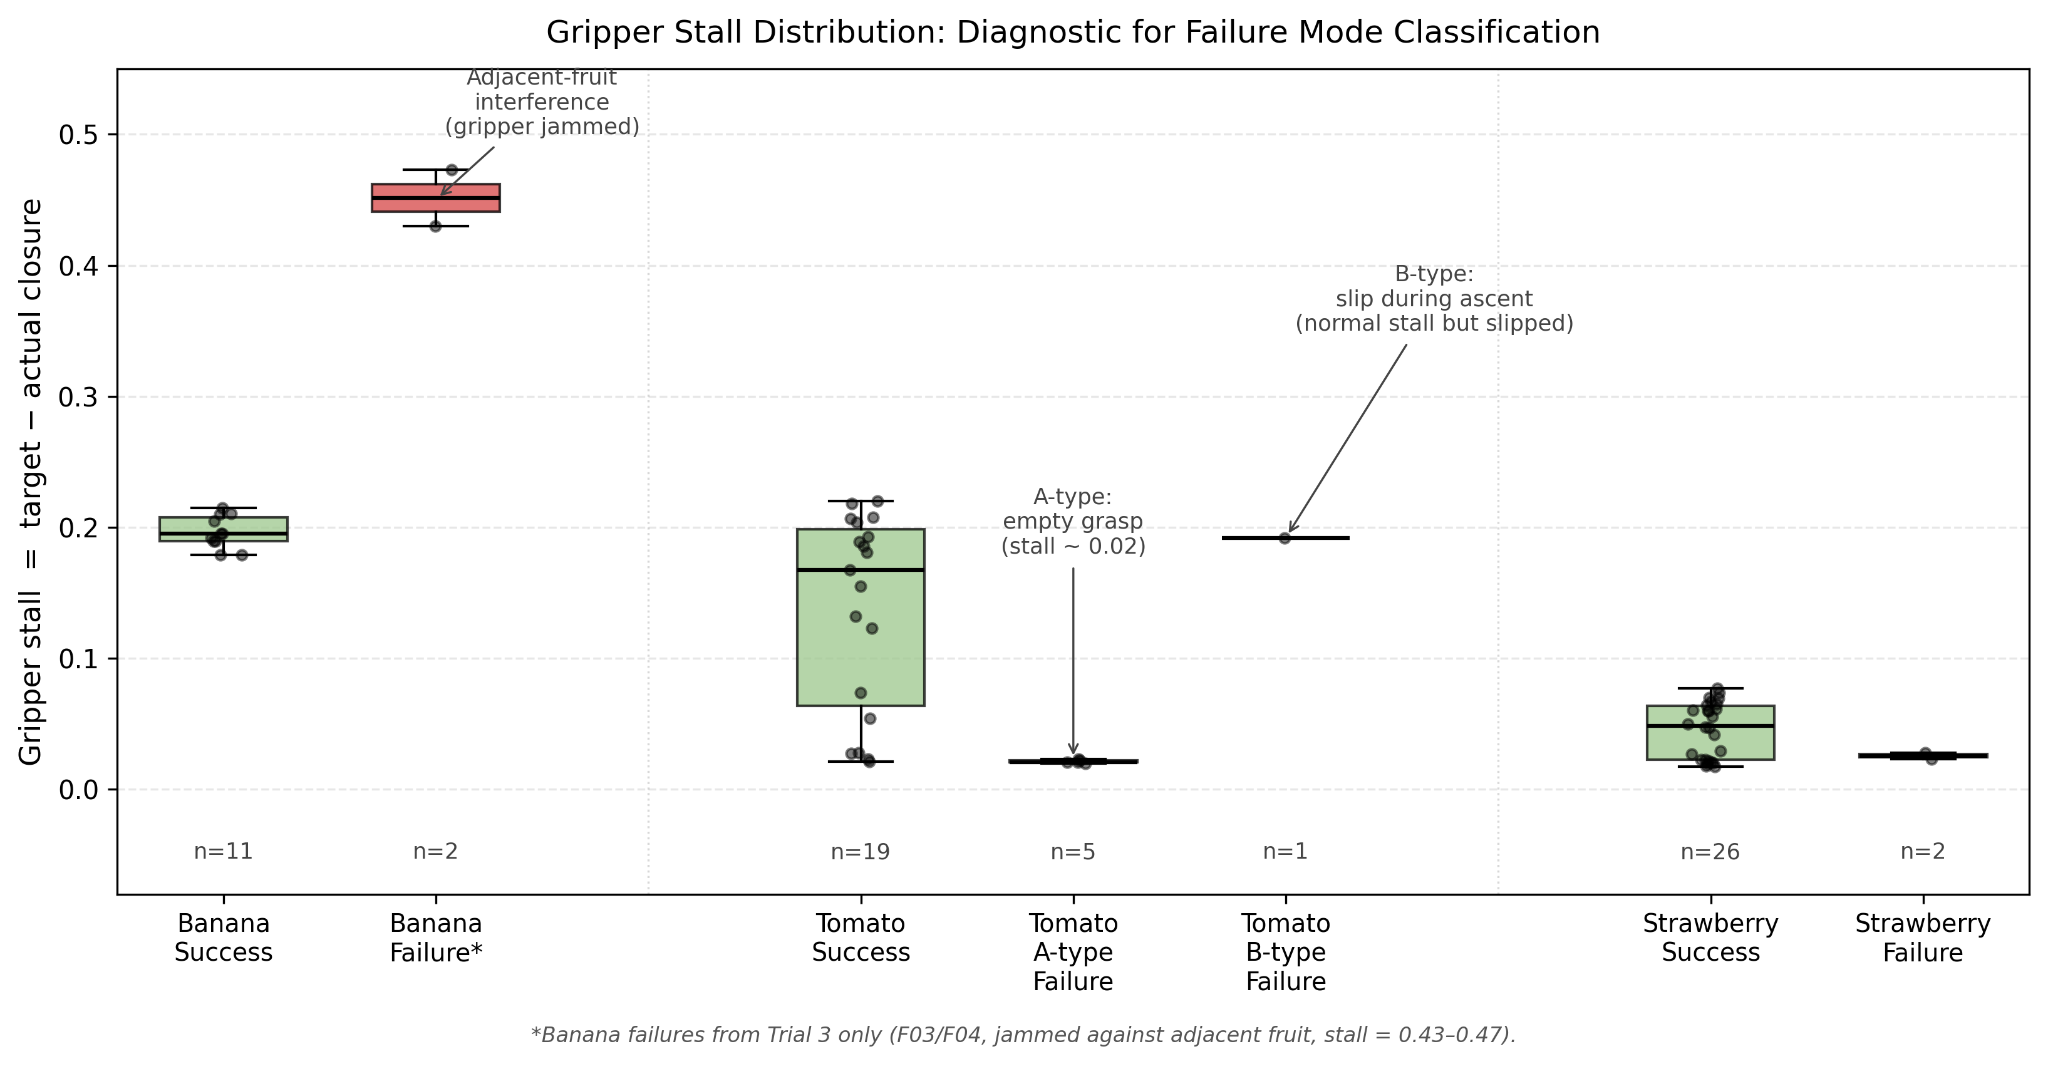 Gripper Stall Distribution: Diagnostic for Failure Mode Classification
Gripper stall  =  target − actual closure
0.5
0.4
0.3
0.2
0.1
0.0
Adjacent-fruit
interference
(gripper jammed)
A-type:
empty grasp
(stall ~ 0.02)
B-type:
slip during ascent
(normal stall but slipped)
n=11
n=2
n=19
n=5
n=1
n=26
n=2
Banana
Success
Banana
Failure*
Tomato
Success
Tomato
A-type
Failure
Tomato
B-type
Failure
Strawberry
Success
Strawberry
Failure
*Banana failures from Trial 3 only (F03/F04, jammed against adjacent fruit, stall = 0.43–0.47).